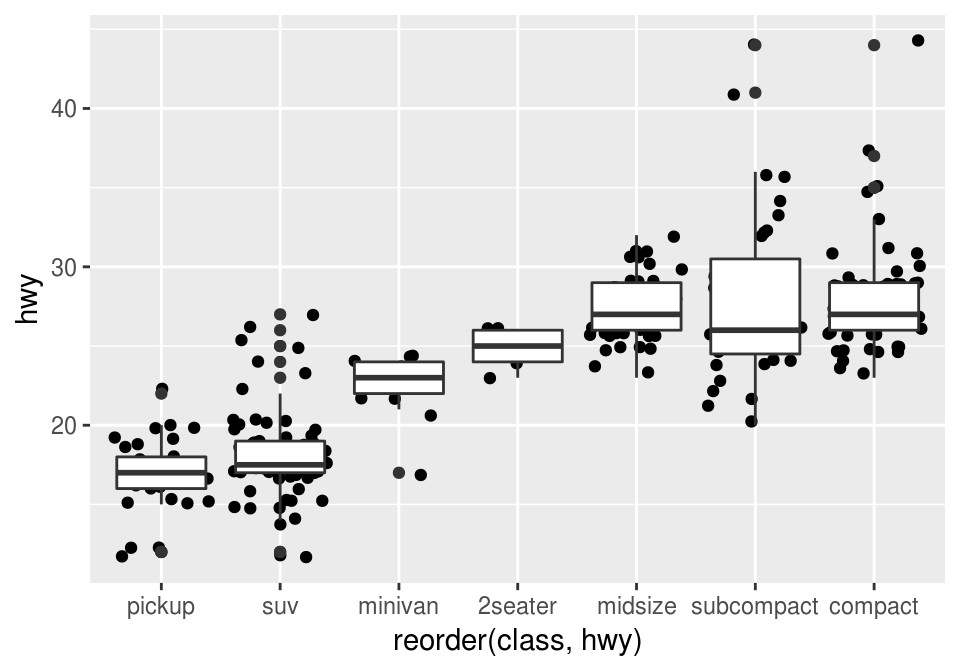 40
30
20
hwy
pickup suv minivan 2seater midsize subcompact compact
reorder(class, hwy)